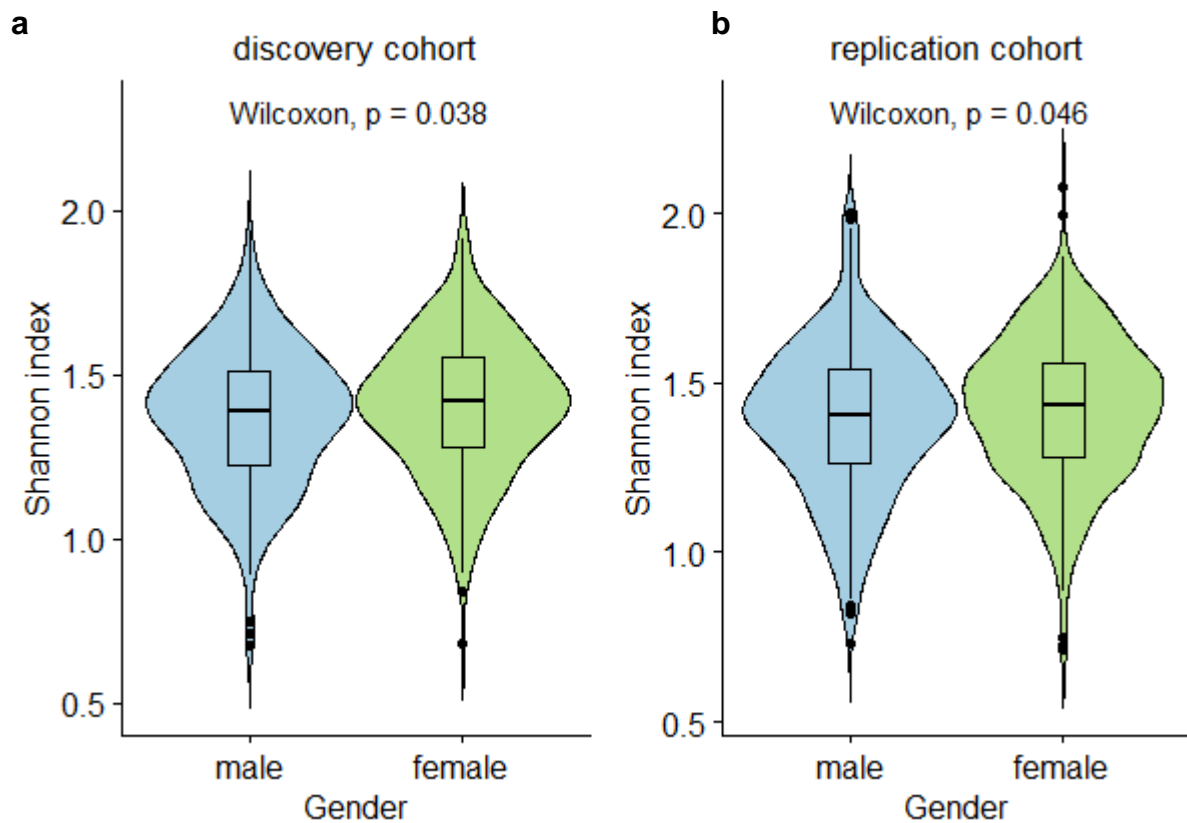 a
discovery cohort
Wilcoxon, p = 0.038
Shannon index
2.0
1.5
1.0
0.5
male
female
Gender
b
replication cohort
Wilcoxon, p = 0.046
Shannon index
2.0
1.5
1.0
0.5
male
female
Gender